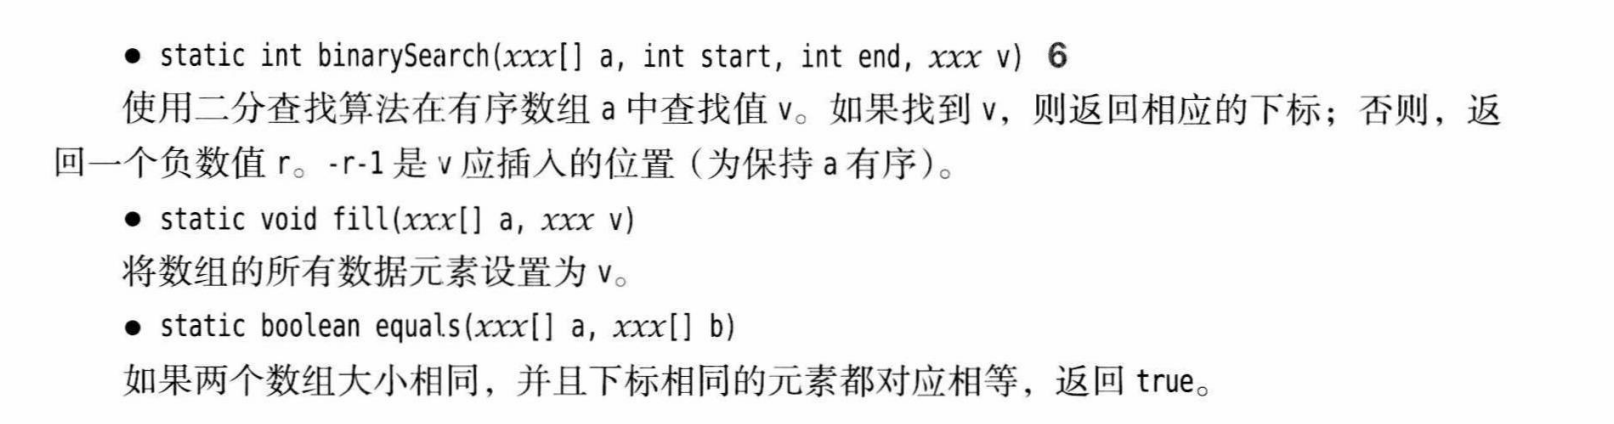 ● static int binarySearch(xxx[] a, int start, int end, xxx v) 6
使用二分查找算法在有序数组 a 中查找值 v。如果找到 v，则返回相应的下标；否则，返
回一个负数值 r。-r-1 是 v 应插入的位置（为保持 a 有序）。
● static void fill(xxx[] a, xxx v)
将数组的所有数据元素设置为 v。
● static boolean equals(xxx[] a, xxx[] b)
如果两个数组大小相同，并且下标相同的元素都对应相等，返回 true。